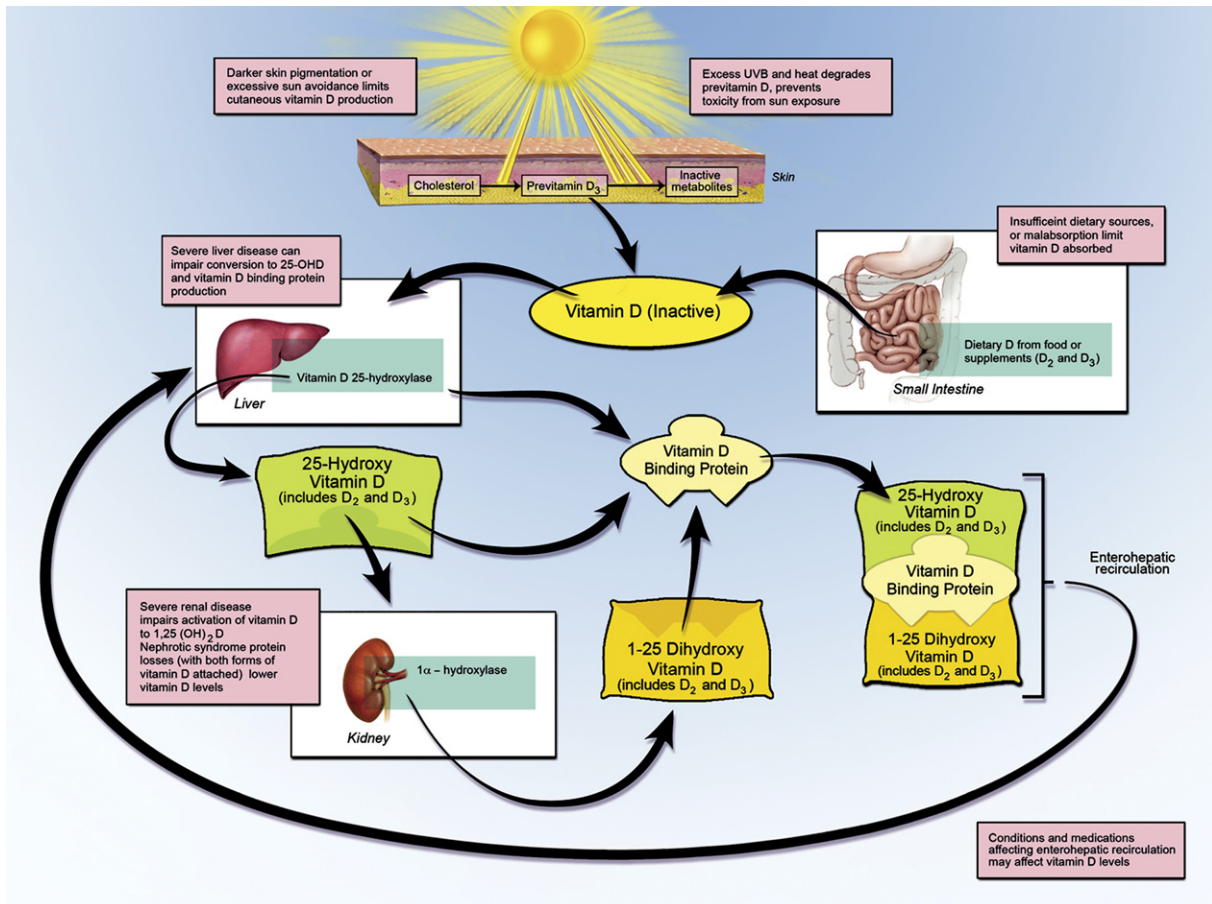 Darker skin pigmentation or
excessive sun avoidance limits
cutaneous vitamin D production
Excess UVB and heat degrades
previtamin D, prevents
toxicity from sun exposure
Cholesterol
Previtamin D3
Inactive
metabolites
Skin
Insufficeint dietary sources,
or malabsorption limit
vitamin D absorbed
Severe liver disease can
impair conversion to 25-OHD
and vitamin D binding protein
production
Vitamin D (Inactive)
Dietary D from food or
supplements (D2 and D3)
Small Intestine
Vitamin D 25-hydroxylase
Liver
25-Hydroxy
Vitamin D
(includes D2 and D3)
Vitamin D
Binding Protein
25-Hydroxy
Vitamin D
(includes D2 and D3)
Vitamin D
Binding Protein
1-25 Dihydroxy
Vitamin D
(includes D2 and D3)
Enterohepatic
recirculation
Severe renal disease
impairs activation of vitamin D
to 1,25 (OH)2 D
Nephrotic syndrome protein
losses (with both forms of
vitamin D attached) lower
vitamin D levels
1α – hydroxylase
Kidney
1-25 Dihydroxy
Vitamin D
(includes D2 and D3)
Conditions and medications
affecting enterohepatic recirculation
may affect vitamin D levels